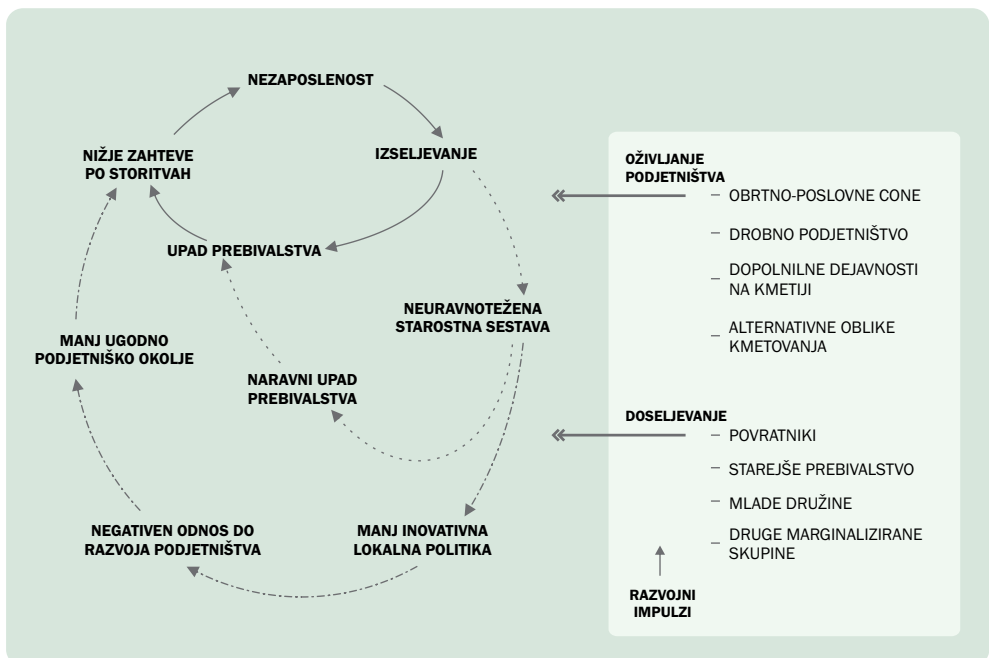 NEZAPOSLENOST
IZSELJEVANJE
NIŽJE ZAHTEVE
PO STORITVAH
UPAD PREBIVALSTVA
NEURAVNOTEŽENA
STAROSTNA SESTAVA
MANJ UGODNO
PODJETNIŠKO OKOLJE
NARAVNI UPAD
PREBIVALSTVA
NEGATIVEN ODNOS DO
RAZVOJA PODJETNIŠTVA
MANJ INOVATIVNA
LOKALNA POLITIKA
OŽIVLJANJE
PODJETNIŠTVA
– OBRTNO-POSLOVNE CONE
– DROBNO PODJETNIŠTVO
– DOPOLNILNE DEJAVNOSTI
NA KMETIJI
– ALTERNATIVNE OBLIKE
KMETOVANJA
DOSELJEVANJE
– POVRATNIKI
– STAREJŠE PREBIVALSTVO
– MLADE DRUŽINE
– DRUGE MARGINALIZIRANE
SKUPINE
RAZVOJNI
IMPULZI